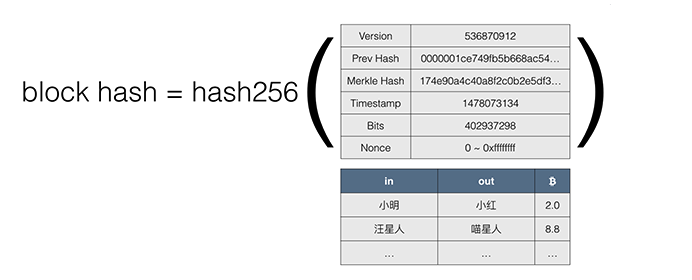 block hash = hash256
Version 536870912
Prev Hash 0000001ce749fb5b668ac54...
Merkle Hash 174e90a4c40a8f2c0b2e5df3...
Timestamp 1478073134
Bits 402937298
Nonce 0 ~ 0xffffffff
in out ₿
小明 小红 2.0
汪星人 喵星人 8.8
... ... ...